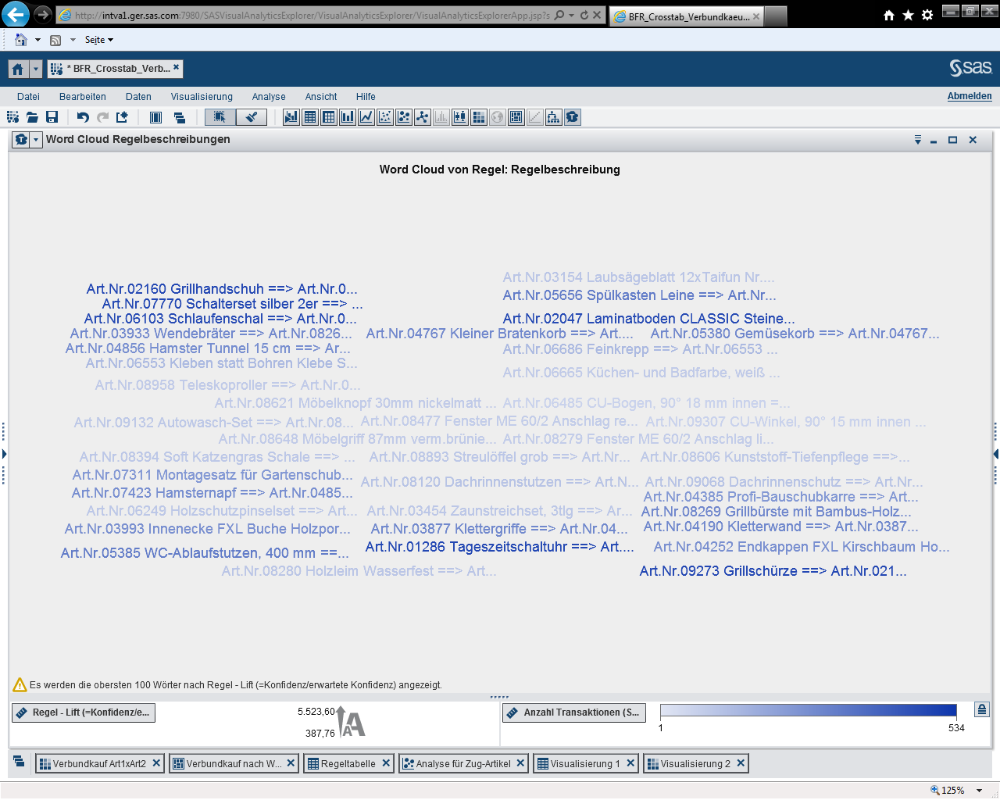 http://intva1.ger.sas.com:7980/SASVisualAnalyticsExplorer/VisualAnalyticsExplorer/VisualAnalyticsExplorerApp.jsp?s
BFR_Crosstab_Verbundkaeu...
Seite
* BFR_Crosstab_Verb...
sas
Datei Bearbeiten Daten Visualisierung Analyse Ansicht Hilfe Abmelden
Word Cloud Regelbeschreibungen
Word Cloud von Regel: Regelbeschreibung
Art.Nr.03154 Laubsägeblatt 12xTaifun Nr....
Art.Nr.02160 Grillhandschuh ==> Art.Nr.0...
Art.Nr.05656 Spülkasten Leine ==> Art.Nr...
Art.Nr.07770 Schalterset silber 2er ==> ...
Art.Nr.06103 Schlaufenschal ==> Art.Nr.0...
Art.Nr.02047 Laminatboden CLASSIC Steine...
Art.Nr.03933 Wendebräter ==> Art.Nr.0826...
Art.Nr.04767 Kleiner Bratenkorb ==> Art....
Art.Nr.05380 Gemüsekorb ==> Art.Nr.04767...
Art.Nr.04856 Hamster Tunnel 15 cm ==> Ar...
Art.Nr.06686 Feinkrepp ==> Art.Nr.06553 ...
Art.Nr.06553 Kleben statt Bohren Klebe S...
Art.Nr.06665 Küchen- und Badfarbe, weiß ...
Art.Nr.08958 Teleskoproller ==> Art.Nr.0...
Art.Nr.08621 Möbelknopf 30mm nickelmatt ...
Art.Nr.06485 CU-Bogen, 90° 18 mm innen =...
Art.Nr.09132 Autowasch-Set ==> Art.Nr.08...
Art.Nr.08477 Fenster ME 60/2 Anschlag re...
Art.Nr.09307 CU-Winkel, 90° 15 mm innen ...
Art.Nr.08648 Möbelgriff 87mm verm.brünie...
Art.Nr.08279 Fenster ME 60/2 Anschlag li...
Art.Nr.08394 Soft Katzengras Schale ==>...
Art.Nr.08893 Streulöffel grob ==> Art.Nr...
Art.Nr.08606 Kunststoff-Tiefenpflege ==>...
Art.Nr.07311 Montagesatz für Gartenschub...
Art.Nr.08120 Dachrinnenstutzen ==> Art.N...
Art.Nr.09068 Dachrinnenschutz ==> Art.Nr...
Art.Nr.07423 Hamsternapf ==> Art.Nr.0485...
Art.Nr.04385 Profi-Bauschubkarre ==> Art...
Art.Nr.06249 Holzschutzpinselset ==> Art...
Art.Nr.03454 Zaunstreichset, 3tlg ==> Ar...
Art.Nr.08269 Grillbürste mit Bambus-Holz...
Art.Nr.03993 Innenecke FXL Buche Holzpor...
Art.Nr.03877 Klettergriffe ==> Art.Nr.04...
Art.Nr.04190 Kletterwand ==> Art.Nr.0387...
Art.Nr.05385 WC-Ablaufstutzen, 400 mm ==...
Art.Nr.01286 Tageszeitschaltuhr ==> Art....
Art.Nr.04252 Endkappen FXL Kirschbaum Ho...
Art.Nr.08280 Holzleim Wasserfest ==> Art...
Art.Nr.09273 Grillschürze ==> Art.Nr.021...
Es werden die obersten 100 Wörter nach Regel - Lift (=Konfidenz/erwartete Konfidenz) angezeigt.
Regel - Lift (=Konfidenz/e...
5.523,60
387,76
Anzahl Transaktionen (S...
1 534
Verbundkauf Art1xArt2 Verbundkauf nach W... Regeltabelle Analyse für Zug-Artikel Visualisierung 1 Visualisierung 2
125%